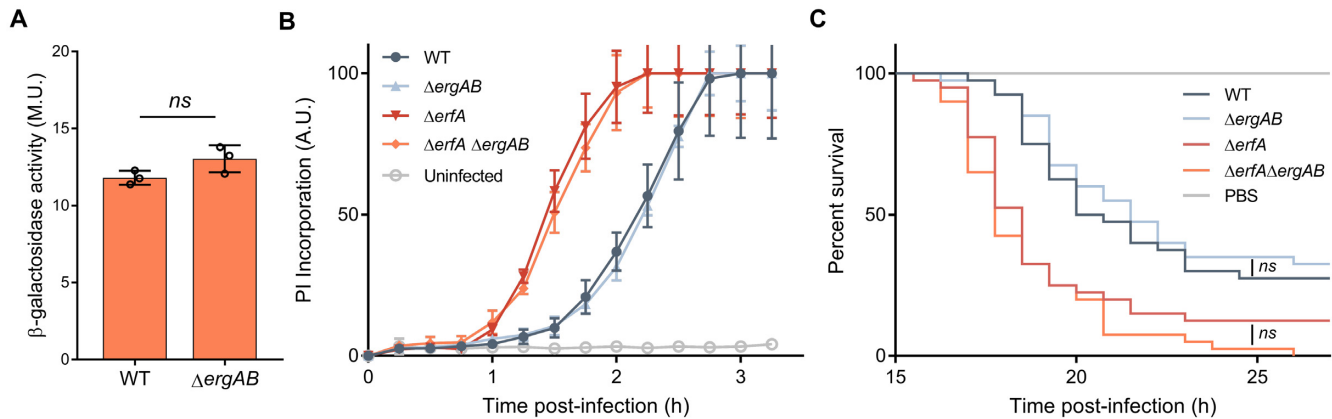 A
β-galactosidase activity (M.U.)
20
15
10
5
0
ns
WT
ΔergAB
B
PI Incorporation (A.U.)
100
50
0
WT
ΔergAB
ΔerfA
ΔerfA ΔergAB
Uninfected
0
1
2
3
Time post-infection (h)
C
Percent survival
100
50
0
WT
ΔergAB
ΔerfA
ΔerfAΔergAB
PBS
ns
ns
15
20
25
Time post-infection (h)